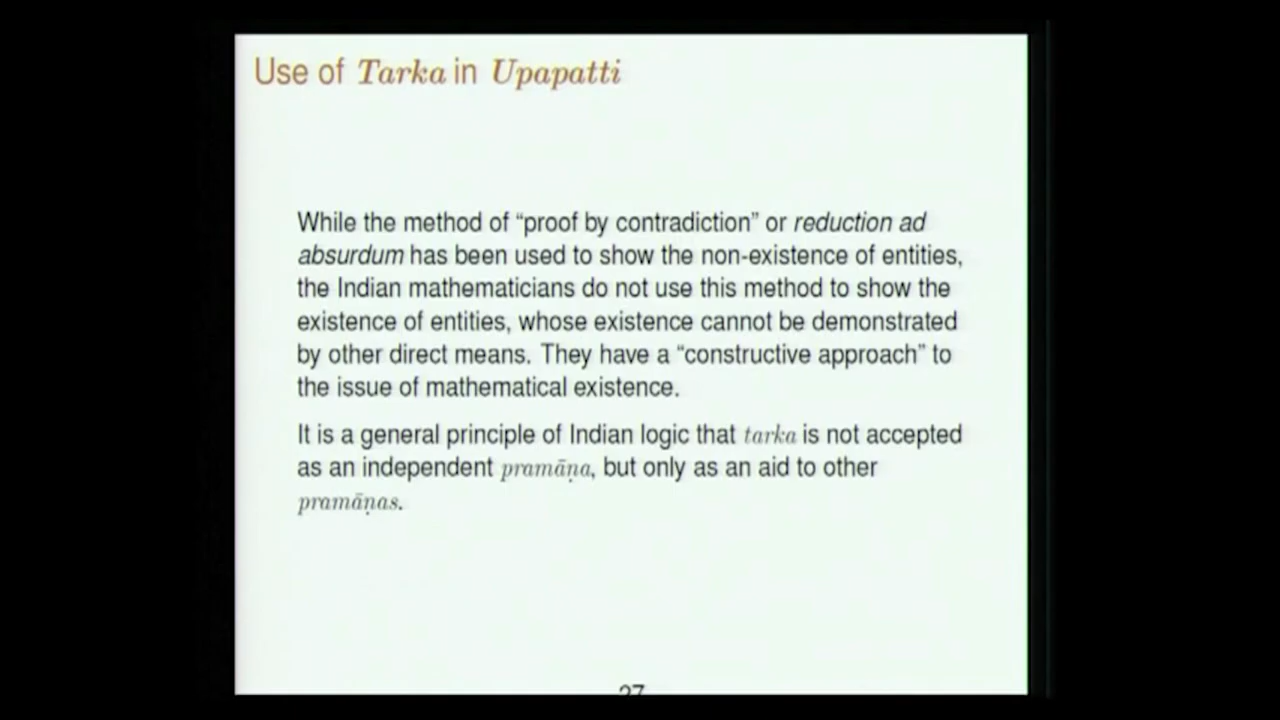 Use of Tarka in Upapatti
While the method of “proof by contradiction” or reduction ad
absurdum has been used to show the non-existence of entities,
the Indian mathematicians do not use this method to show the
existence of entities, whose existence cannot be demonstrated
by other direct means. They have a “constructive approach” to
the issue of mathematical existence.
It is a general principle of Indian logic that tarka is not accepted
as an independent pramāṇa, but only as an aid to other
pramāṇas.
27